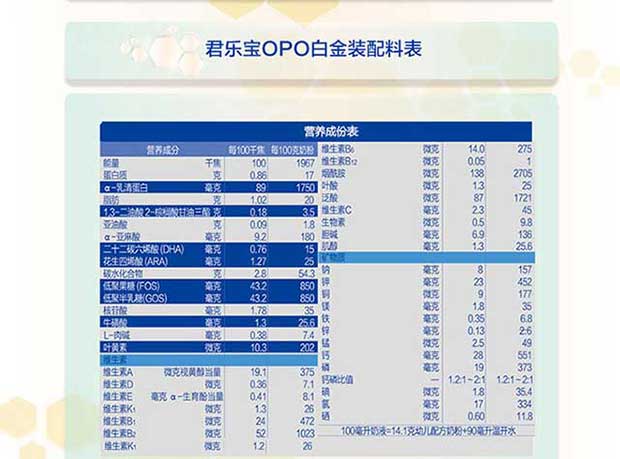 君乐宝OPO白金装配料表
营养成份表
营养成分 每100千焦 每100克奶粉
能量 千焦 100 1967
蛋白质 克 0.86 17
α-乳清蛋白 毫克 89 1750
脂肪 克 1.02 20
1,3-二油酸2-棕榈酸甘油三酯 克 0.18 3.5
亚油酸 克 0.09 1.8
α-亚麻酸 毫克 9.2 180
二十二碳六烯酸(DHA) 毫克 0.76 15
花生四烯酸(ARA) 毫克 1.27 25
碳水化合物 克 2.8 54.3
低聚果糖(FOS) 毫克 43.2 850
低聚半乳糖(GOS) 毫克 43.2 850
核苷酸 毫克 1.78 35
牛磺酸 毫克 1.3 25.6
L-肉碱 毫克 0.38 7.4
叶黄素 微克 10.3 202
维生素
维生素A 微克视黄醇当量 19.1 375
维生素D 微克 0.36 7.1
维生素E 毫克 α-生育酚当量 0.41 8.1
维生素K₁ 微克 1.3 26
维生素B₁ 微克 24 472
维生素B₂ 微克 52 1023
维生素K₁ 微克 1.2 26
维生素B₆ 微克 14.0 275
维生素B₁₂ 微克 0.05 1
烟酰胺 微克 138 2705
叶酸 微克 1.3 25
泛酸 微克 87 1721
维生素C 毫克 2.3 45
生物素 微克 0.5 9.8
胆碱 毫克 6.9 136
肌醇 毫克 1.3 25.6
矿物质
钠 毫克 8 157
钾 毫克 23 452
铜 微克 9 177
镁 毫克 1.8 35
铁 毫克 0.35 6.8
锌 毫克 0.13 2.6
锰 微克 2.5 49
钙 毫克 28 551
磷 毫克 19 373
钙磷比值 — 1.2:1~2:1 1.2:1~2:1
碘 微克 1.8 35.4
氯 毫克 17 334
硒 微克 0.60 11.8
100毫升奶液=14.1克幼儿配方奶粉+90毫升温开水